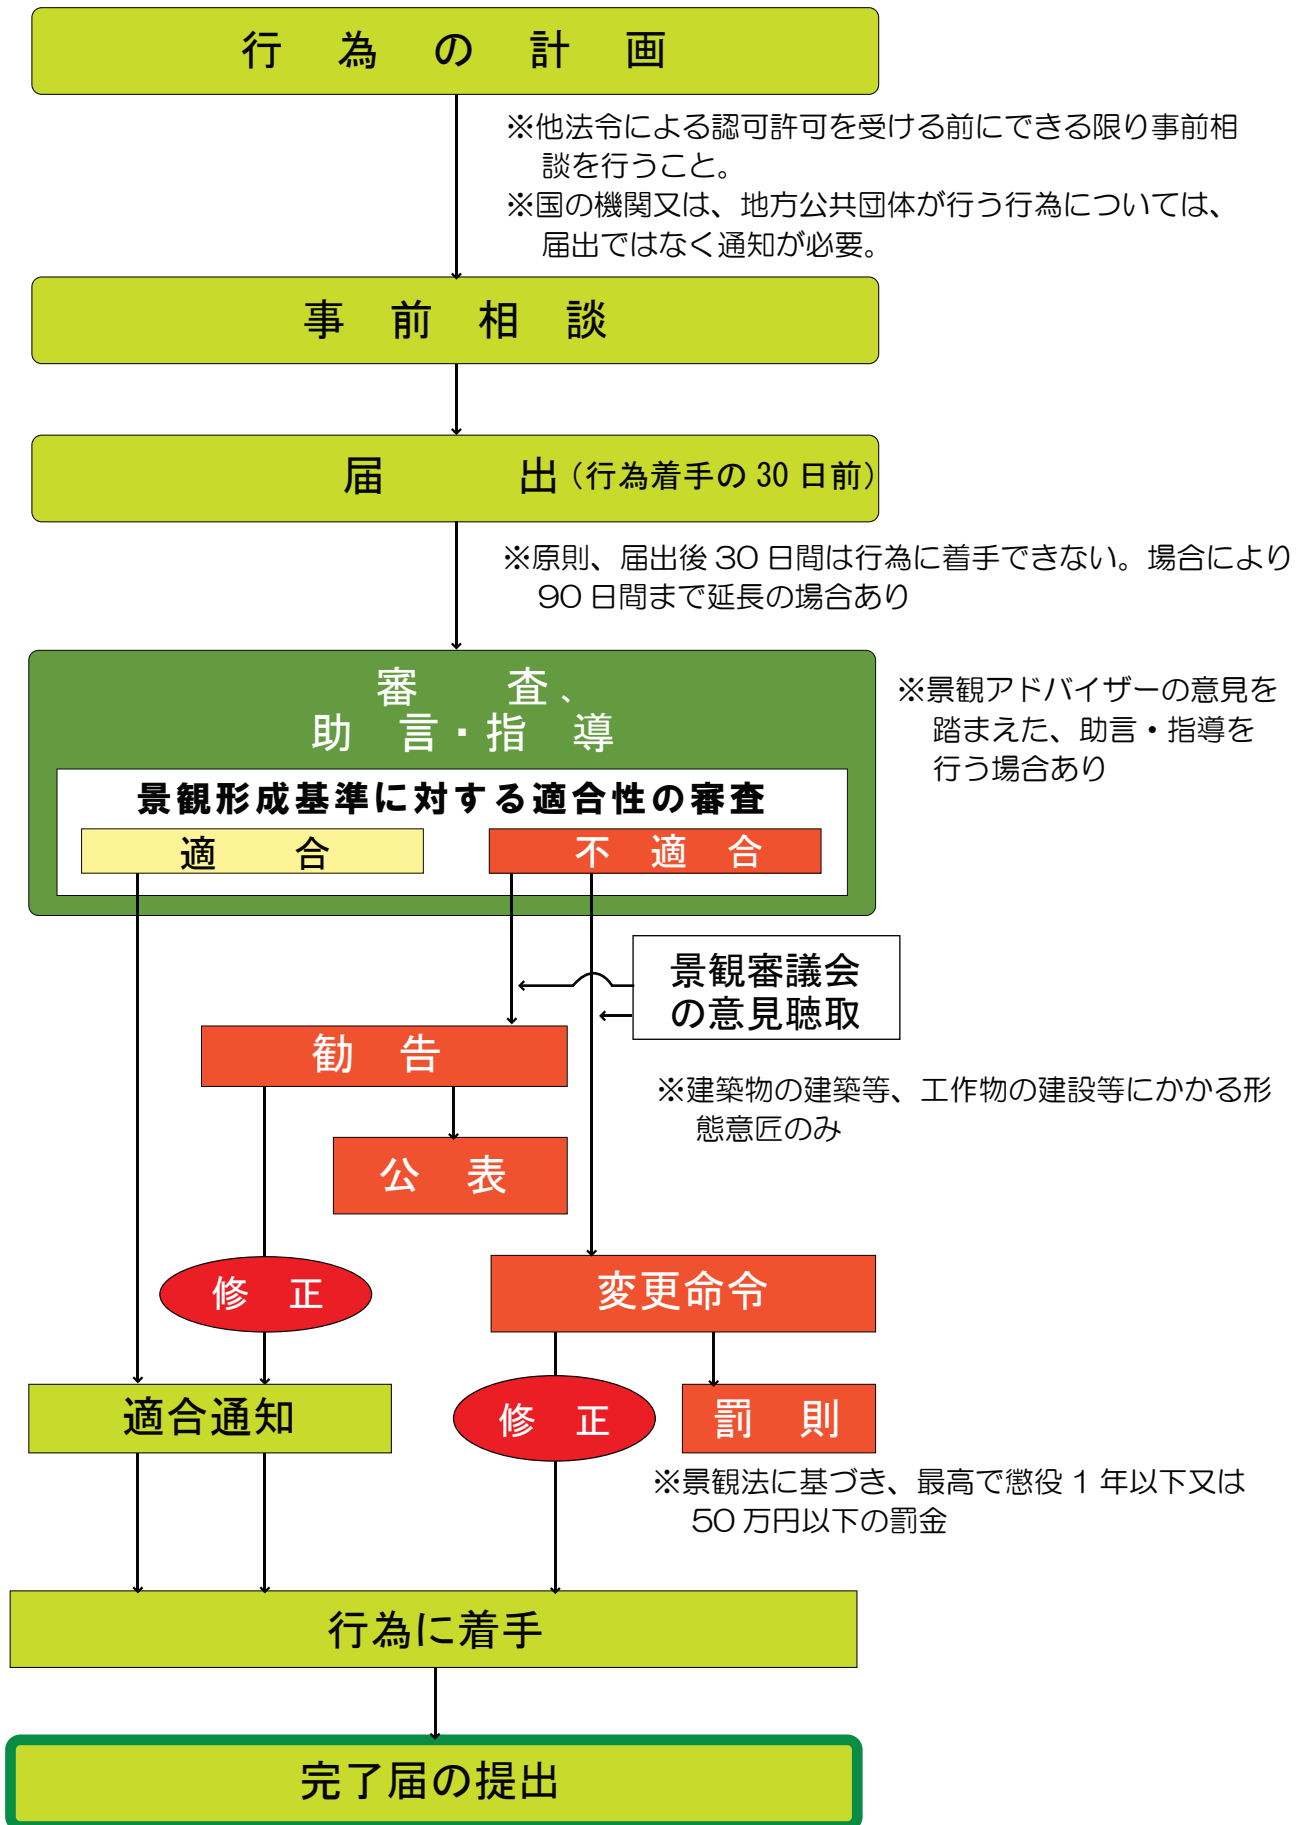 行為の計画
※他法令による認可許可を受ける前にできる限り事前相
談を行うこと。
※国の機関又は、地方公共団体が行う行為については、
届出ではなく通知が必要。
事前相談
届出（行為着手の30日前）
※原則、届出後30日間は行為に着手できない。場合により
90日間まで延長の場合あり
審査、
助言・指導
※景観アドバイザーの意見を
踏まえた、助言・指導を
行う場合あり
景観形成基準に対する適合性の審査
適合
不適合
景観審議会
の意見聴取
勧告
※建築物の建築等、工作物の建設等にかかる形
態意匠のみ
公表
修正
変更命令
適合通知
修正
罰則
※景観法に基づき、最高で懲役1年以下又は
50万円以下の罰金
行為に着手
完了届の提出